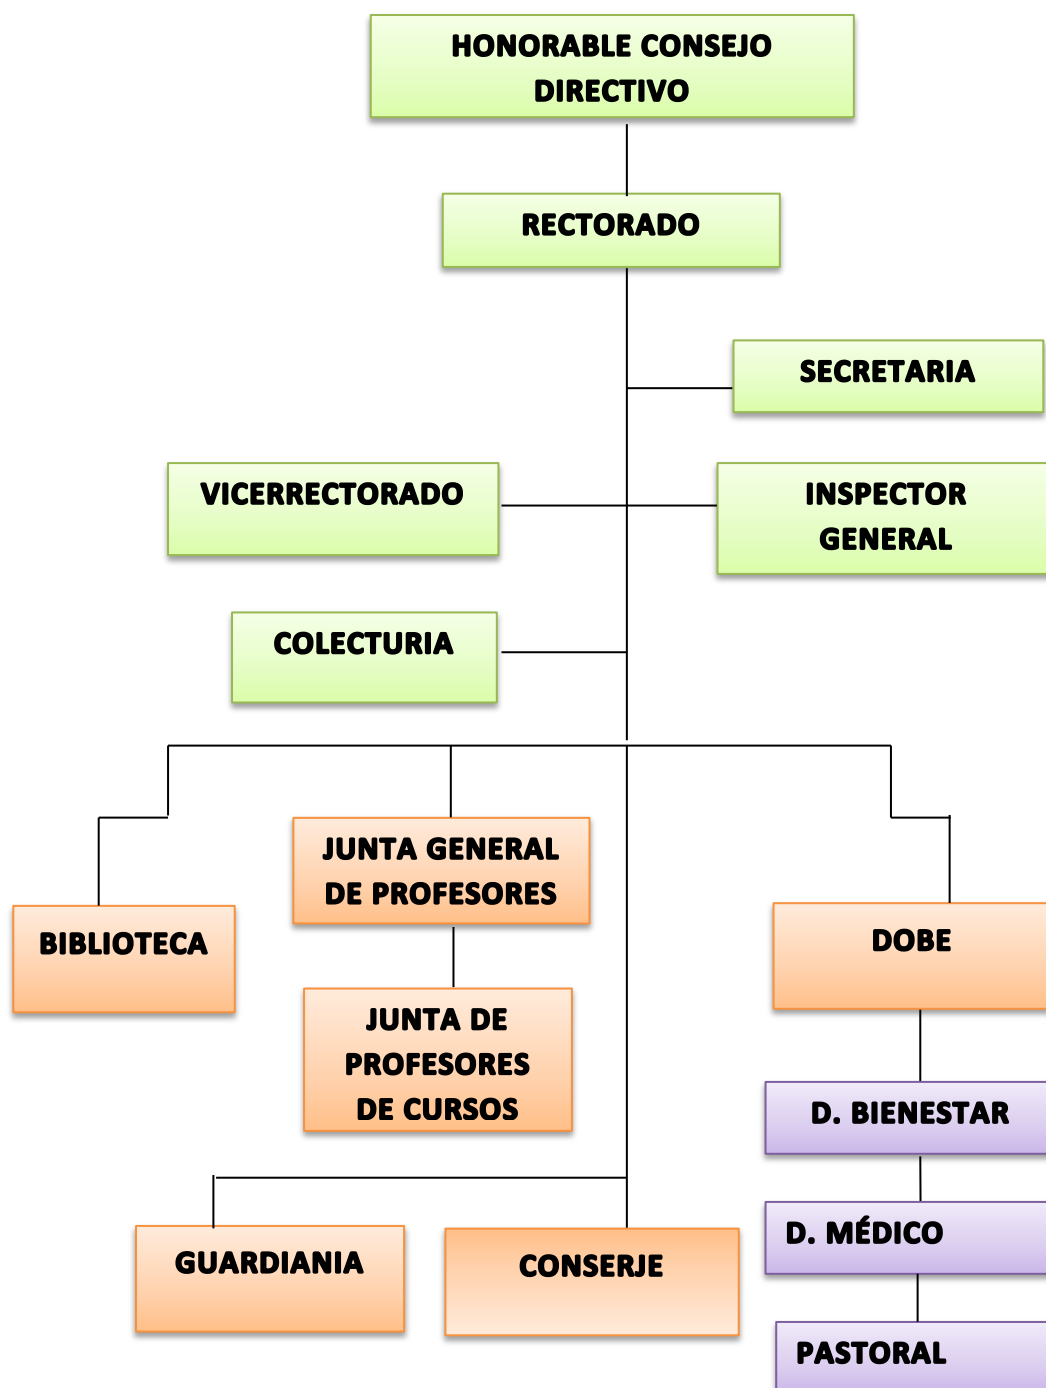 HONORABLE CONSEJO
DIRECTIVO
RECTORADO
SECRETARIA
VICERRECTORADO
INSPECTOR
GENERAL
COLECTURIA
JUNTA GENERAL
DE PROFESORES
BIBLIOTECA
DOBE
JUNTA DE
PROFESORES
DE CURSOS
D. BIENESTAR
D. MÉDICO
GUARDIANIA
CONSERJE
PASTORAL